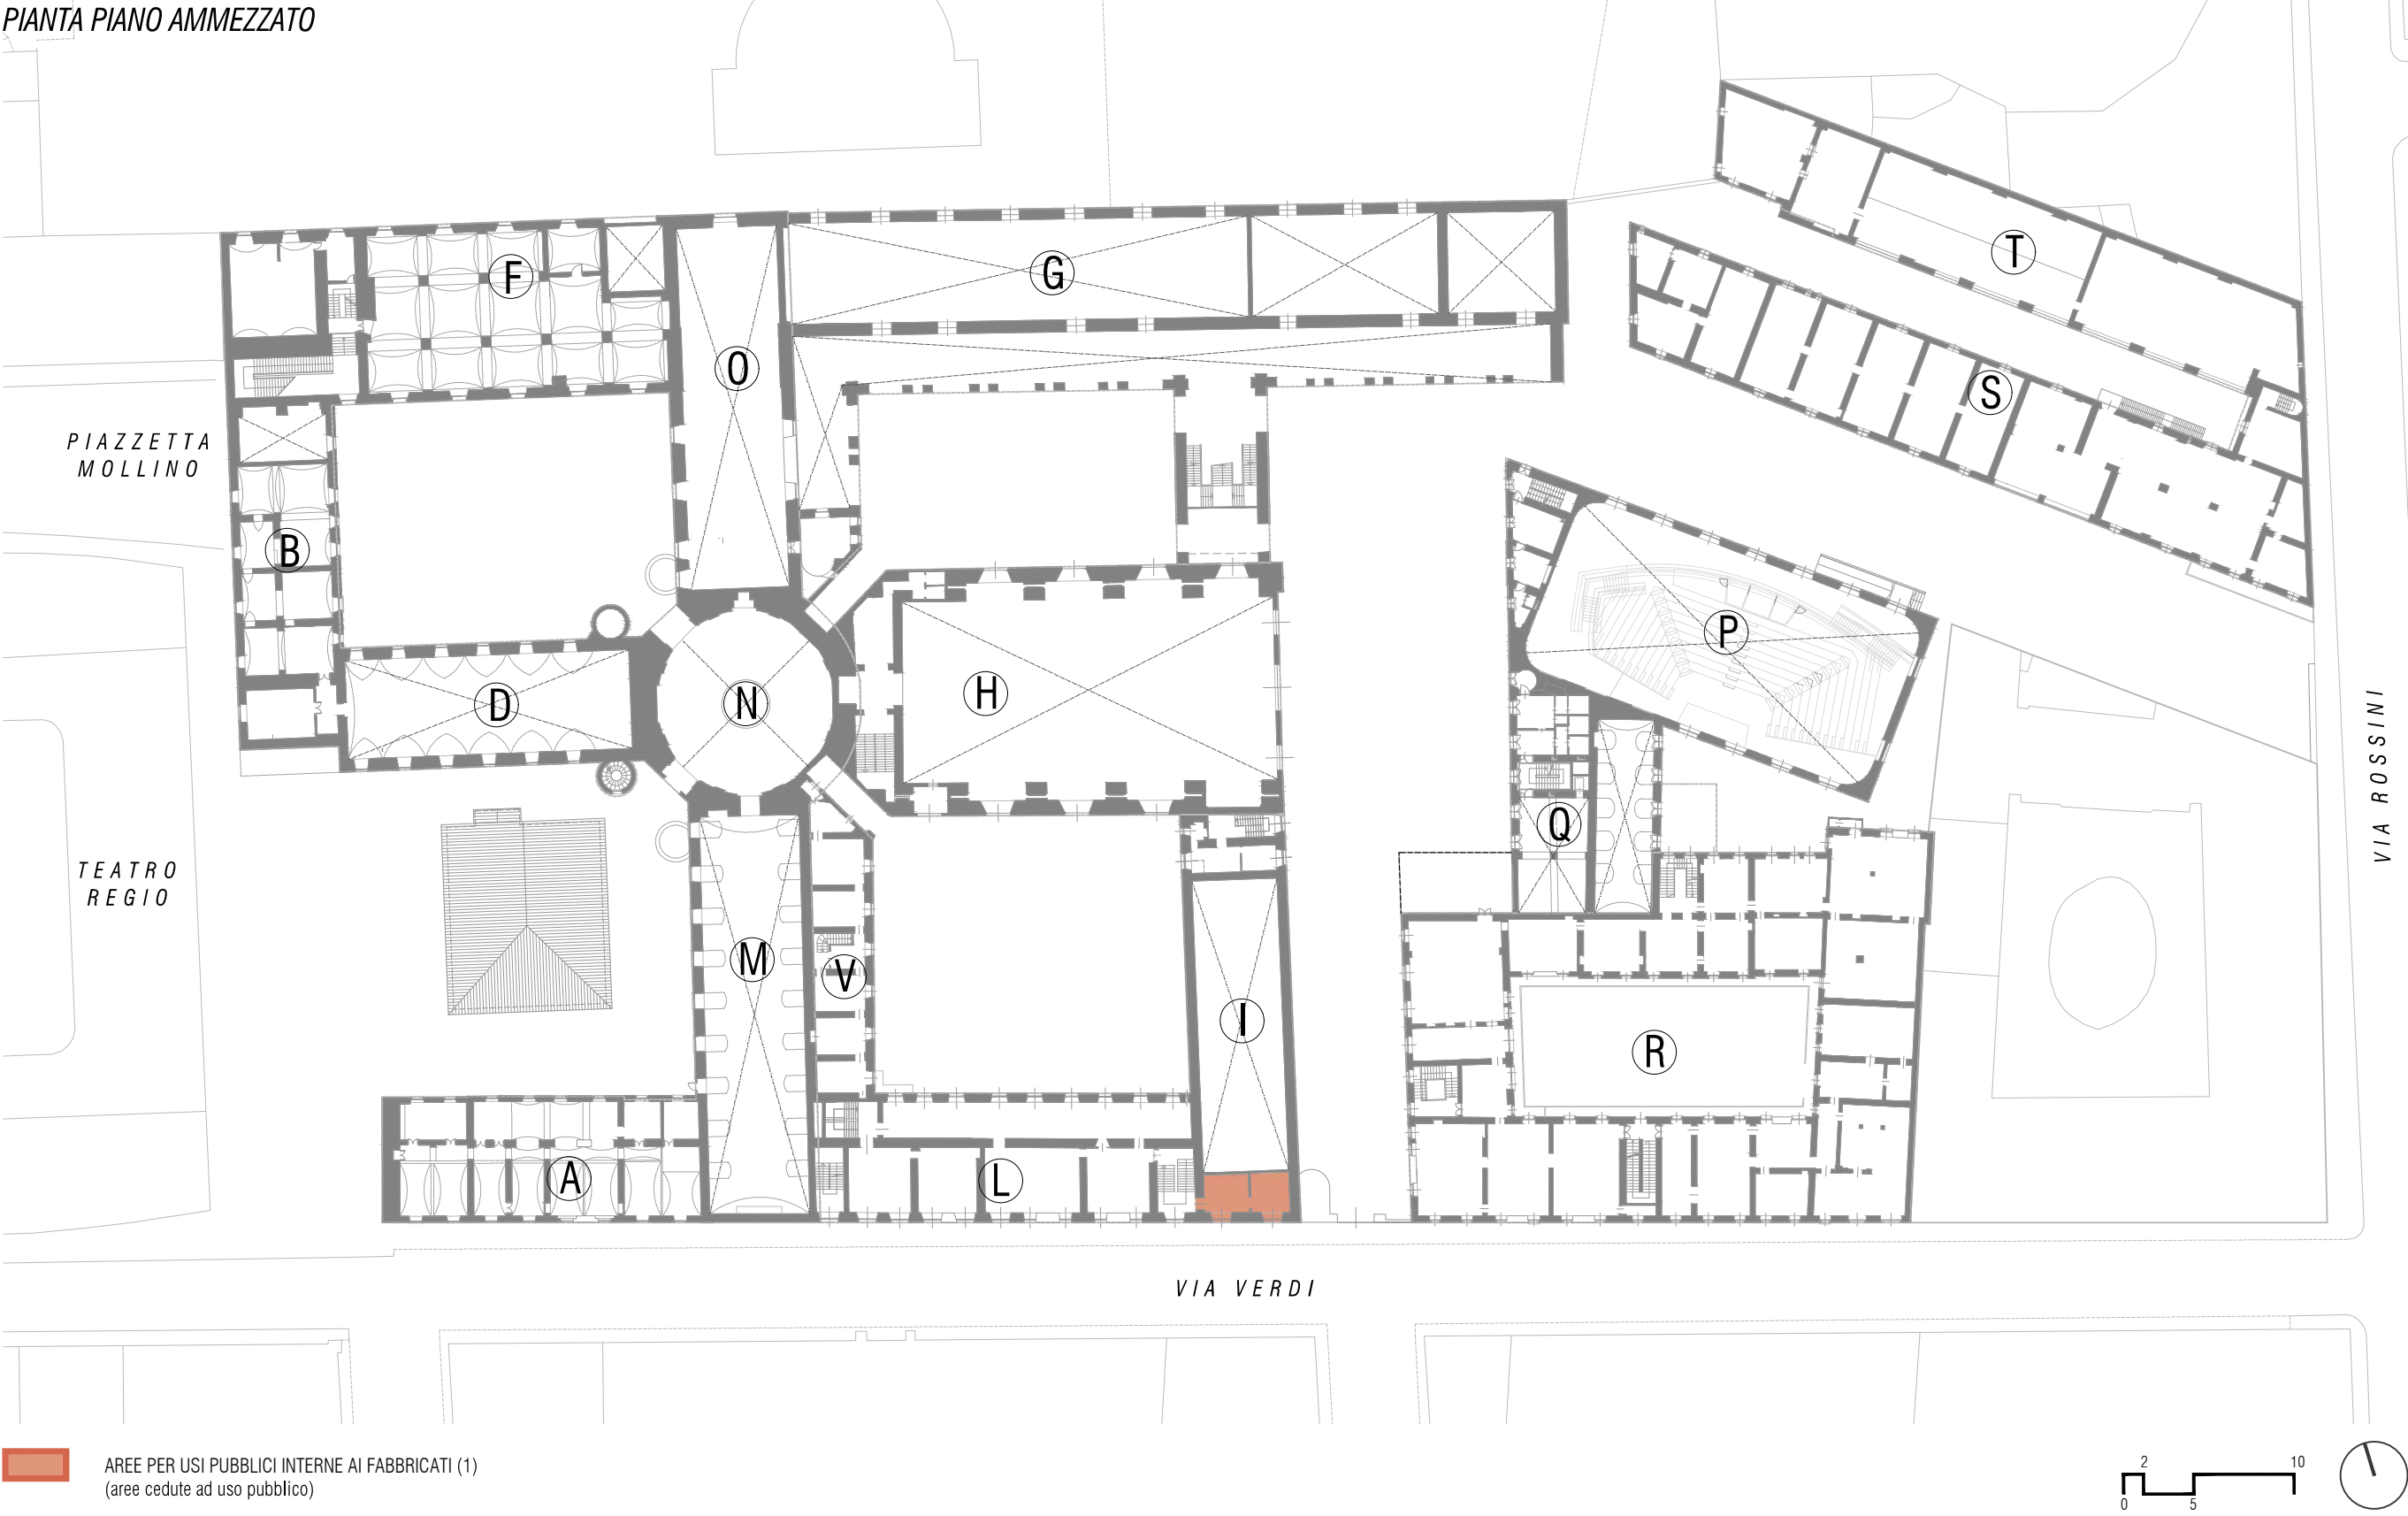 PIANTA PIANO AMMEZZATO
T
F
G
O
S
PIAZZETTA
MOLLINO
B
P
H
D
N
VIA ROSSINI
Q
TEATRO
REGIO
M
V
I
R
A
L
VIA VERDI
AREE PER USI PUBBLICI INTERNE AI FABBRICATI (1)
(aree cedute ad uso pubblico)
2 10
0 5